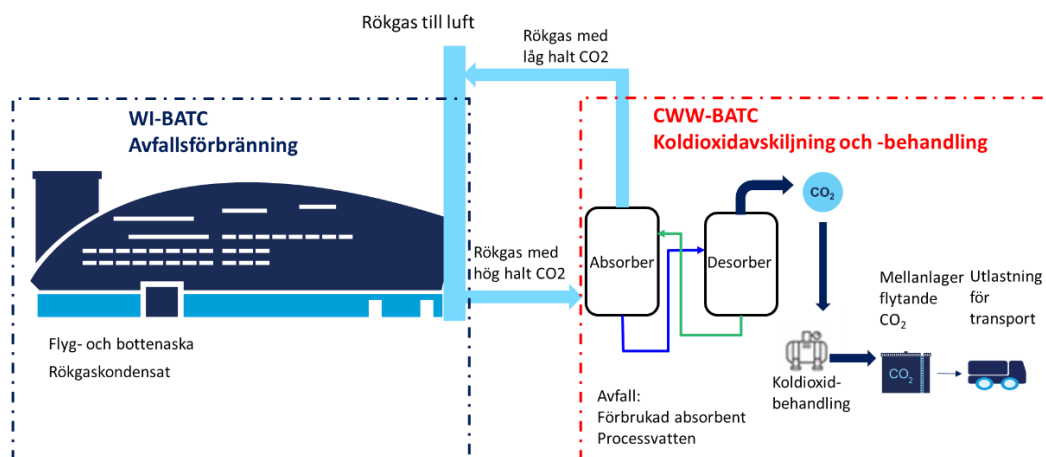 Rökgas till luft
Rökgas med
låg halt CO2
WI-BATC
Avfallsförbränning
CWW-BATC
Koldioxidavskiljning och -behandling
CO₂
Rökgas med
hög halt CO2
Absorber
Desorber
Mellanlager
flytande
CO₂
Utlastning
för
transport
CO₂
Koldioxid-
behandling
Flyg- och bottenaska
Rökgaskondensat
Avfall:
Förbrukad absorbent
Processvatten